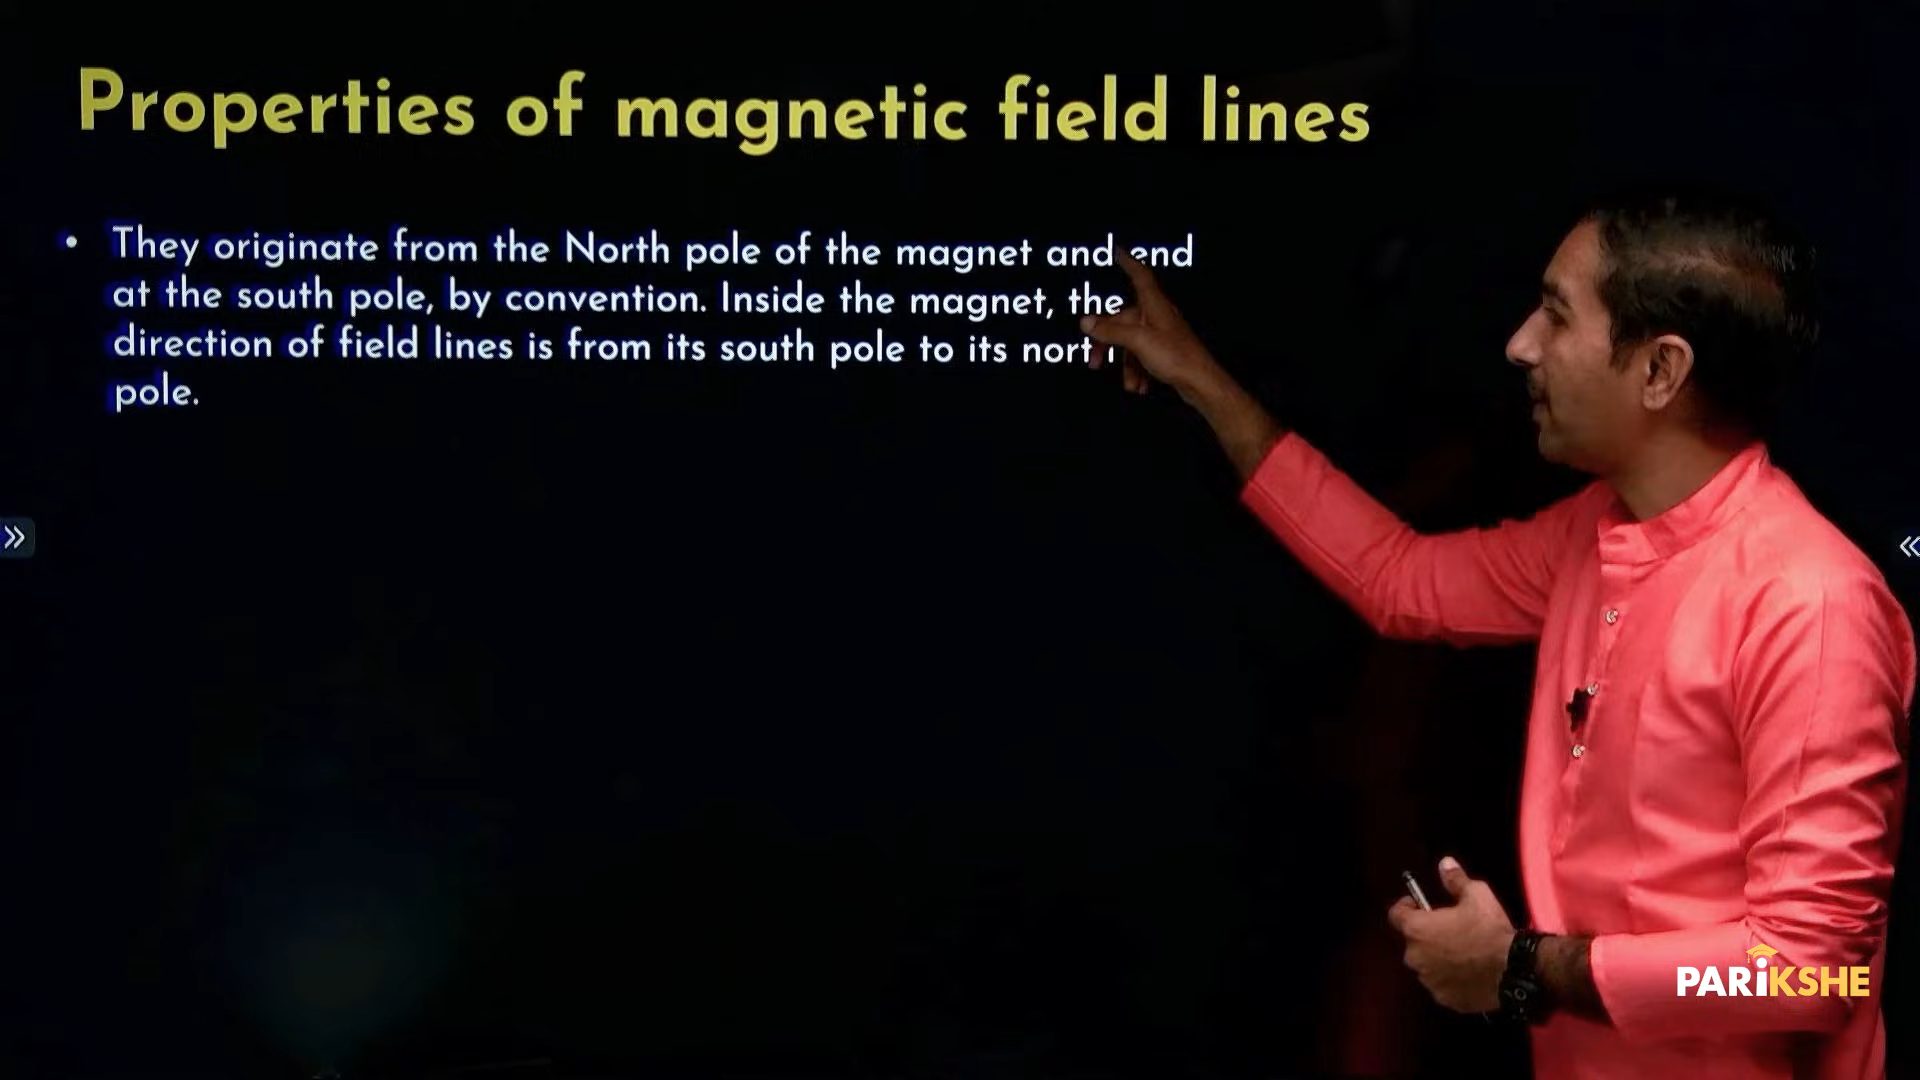 Properties of magnetic field lines
• They originate from the North pole of the magnet and end
at the south pole, by convention. Inside the magnet, the
direction of field lines is from its south pole to its north
pole.
PARiKSHE